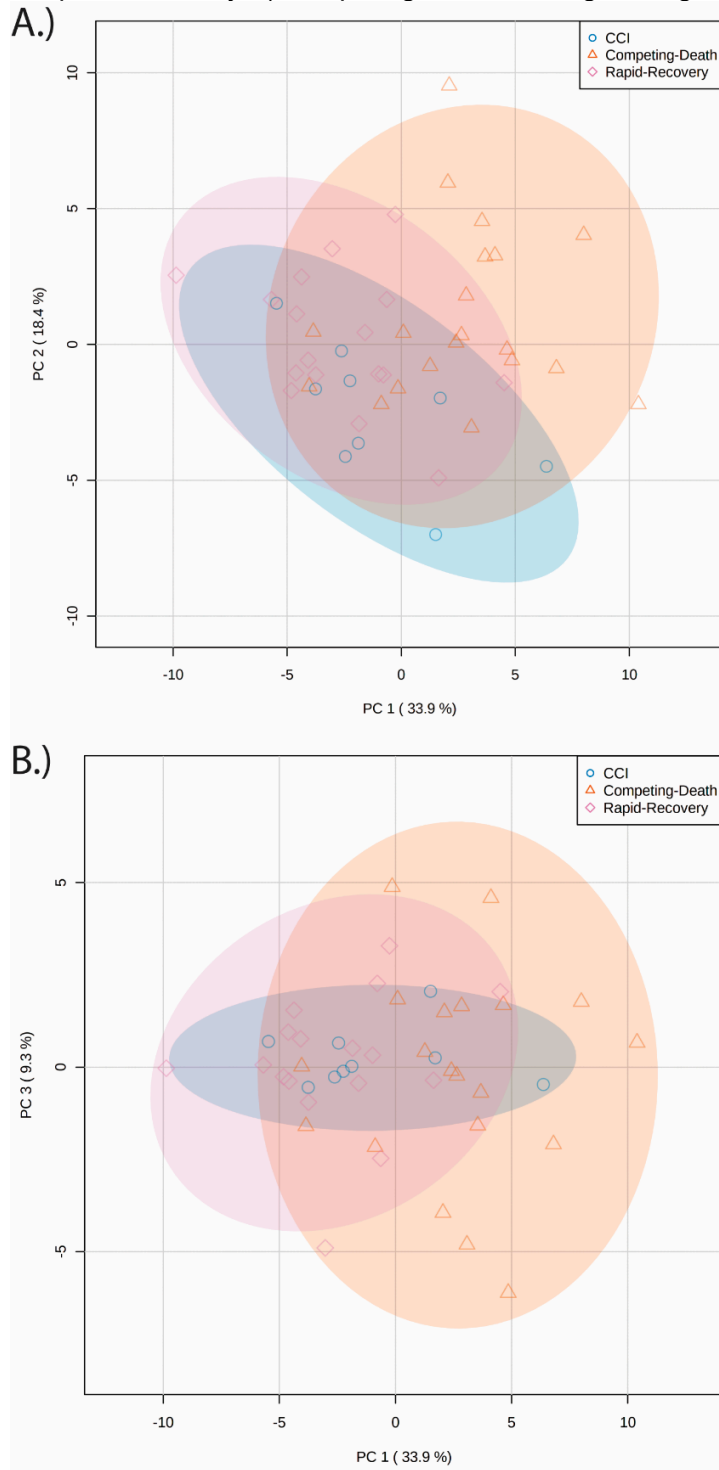 A.)
CCI
Competing-Death
Rapid-Recovery
10
5
0
-5
-10
PC 2 ( 18.4 %)
-10 -5 0 5 10
PC 1 ( 33.9 %)
B.)
CCI
Competing-Death
Rapid-Recovery
5
0
-5
PC 3 ( 9.3 %)
-10 -5 0 5 10
PC 1 ( 33.9 %)